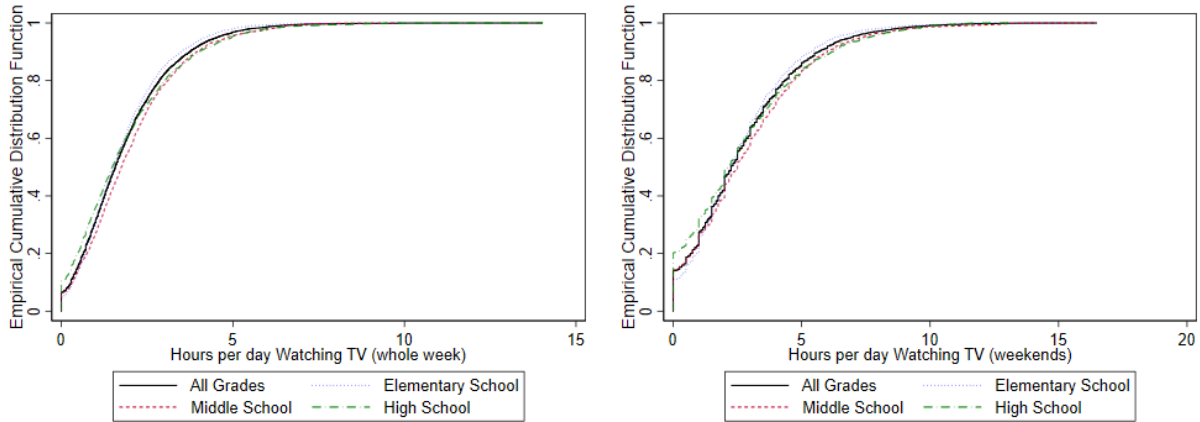 Empirical Cumulative Distribution Function
1
.8
.6
.4
.2
0
0 5 10 15
Hours per day Watching TV (whole week)
All Grades Elementary School
Middle School High School
Empirical Cumulative Distribution Function
1
.8
.6
.4
.2
0
0 5 10 15 20
Hours per day Watching TV (weekends)
All Grades Elementary School
Middle School High School